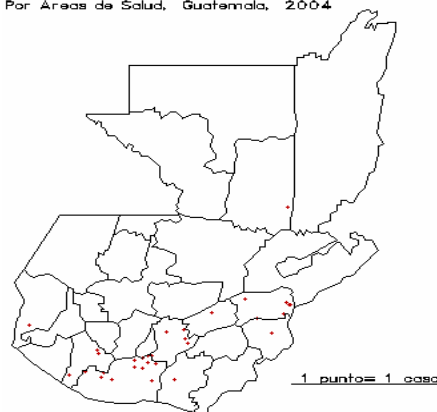 Por Areas de Salud, Guatemala, 2004
1 punto= 1 caso